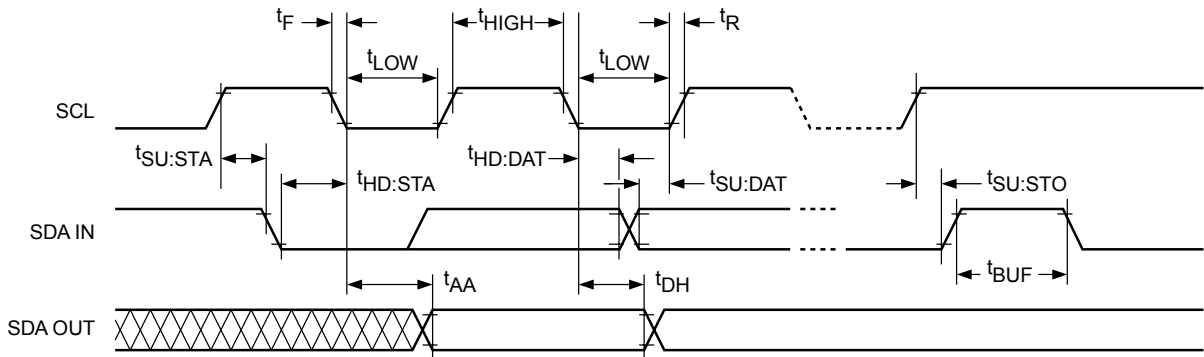 tF tHIGH tR
tLOW tLOW
SCL
tSU:STA tHD:DAT
tHD:STA tSU:DAT tSU:STO
SDA IN
tAA tDH tBUF
SDA OUT